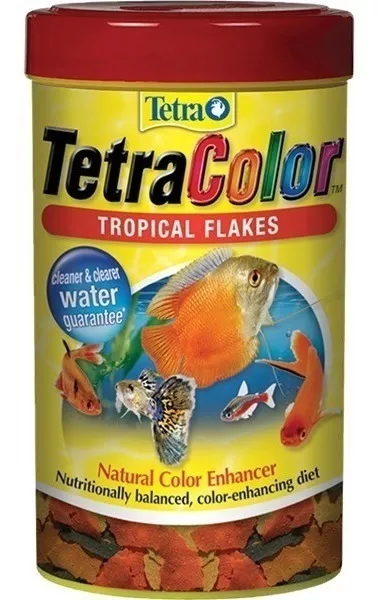 Tetra
TetraColor™
TROPICAL FLAKES
cleaner & clearer
water
guarantee*
Natural Color Enhancer
Nutritionally balanced, color-enhancing diet